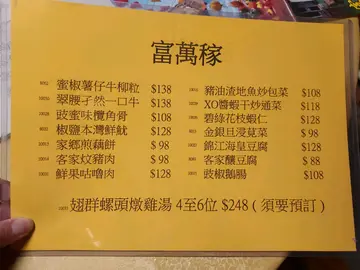 富萬稼
蜜椒薯仔牛柳粒 $138
翠腰孜然一口牛 $138
豉蜜味欖角骨 $108
椒鹽本灣鮮魷 $128
家鄉煎藕餅 $98
客家炆豬肉 $98
鮮果咕嚕肉 $128
豬油渣地魚炒包菜 $108
XO醬蝦干炒通菜 $118
碧綠花枝蝦仁 $128
金銀旦浸莧菜 $98
錦江海皇豆腐 $128
客家釀豆腐 $88
豉椒鵝腸 $108
翅群螺頭燉雞湯 4至6位 $248 ( 須要預訂 )